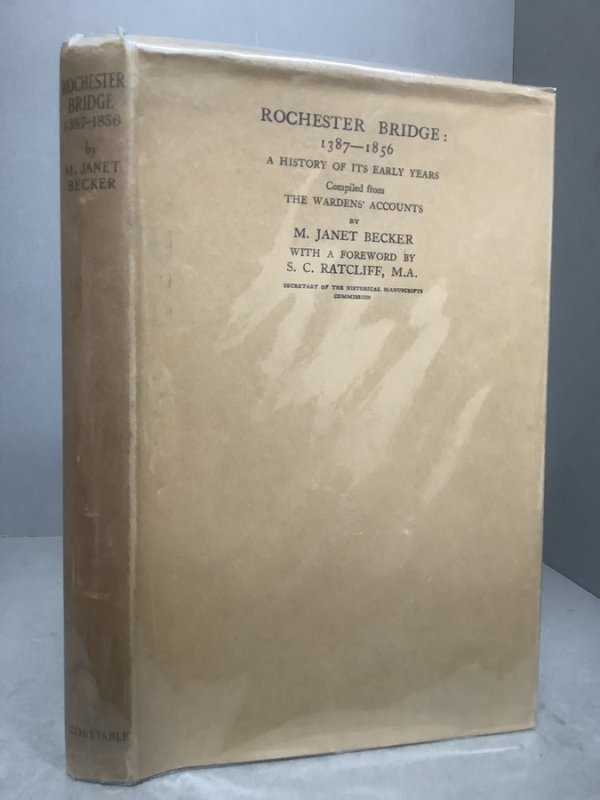 ROCHESTER
BRIDGE
1387-1856
by
M. JANET
BECKER
CONSTABLE
ROCHESTER BRIDGE:
1387—1856
A HISTORY OF ITS EARLY YEARS
Compiled from
THE WARDENS' ACCOUNTS
BY
M. JANET BECKER
WITH A FOREWORD BY
S. C. RATCLIFF, M.A.
SECRETARY OF THE HISTORICAL MANUSCRIPTS
COMMISSION